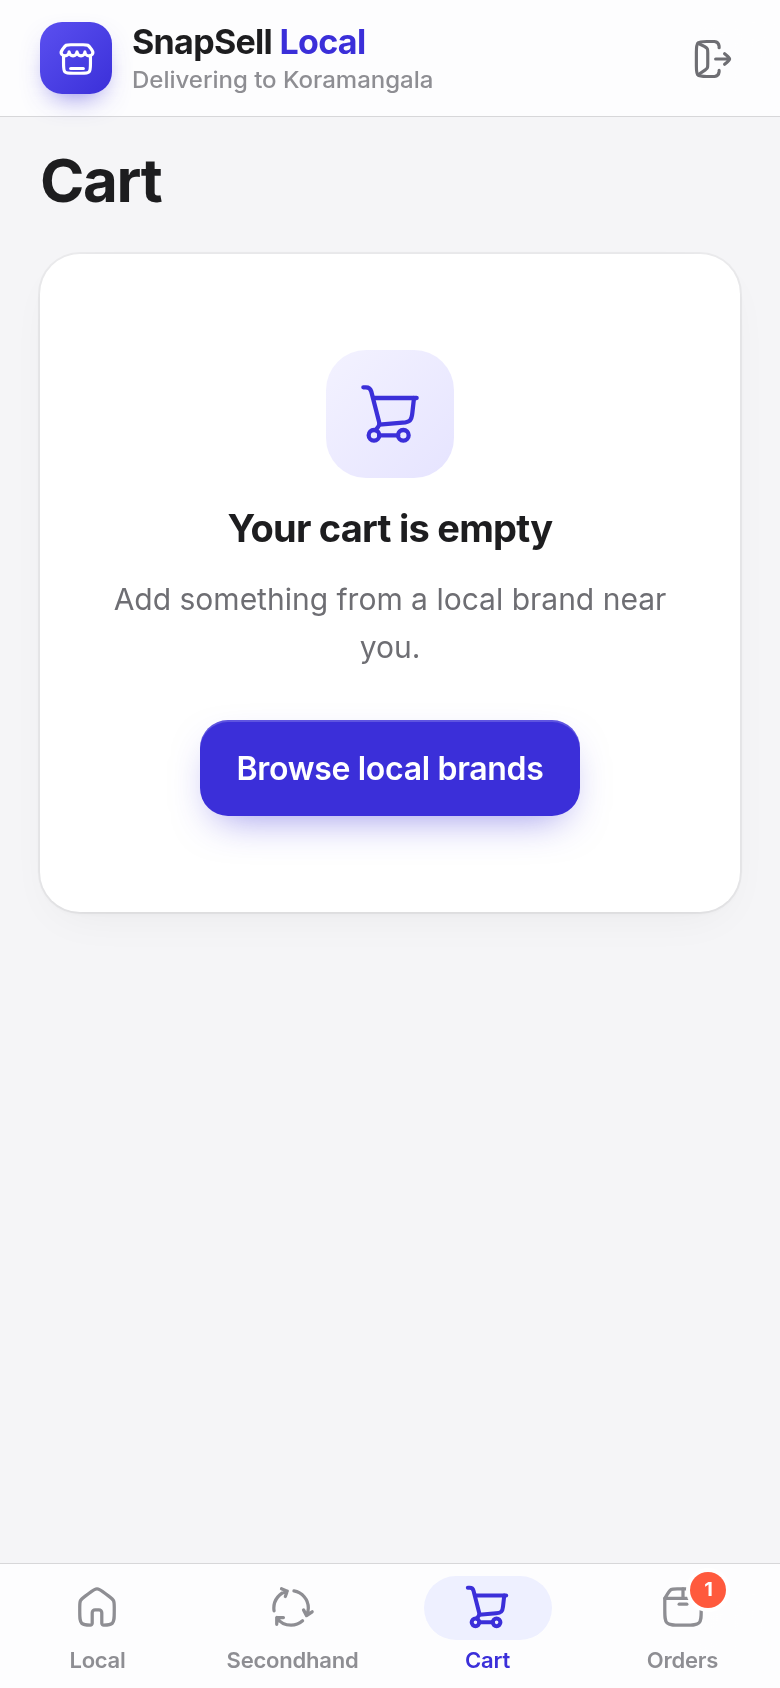 SnapSell Local
Delivering to Koramangala
Cart
Your cart is empty
Add something from a local brand near
you.
Browse local brands
1
Local
Secondhand
Cart
Orders